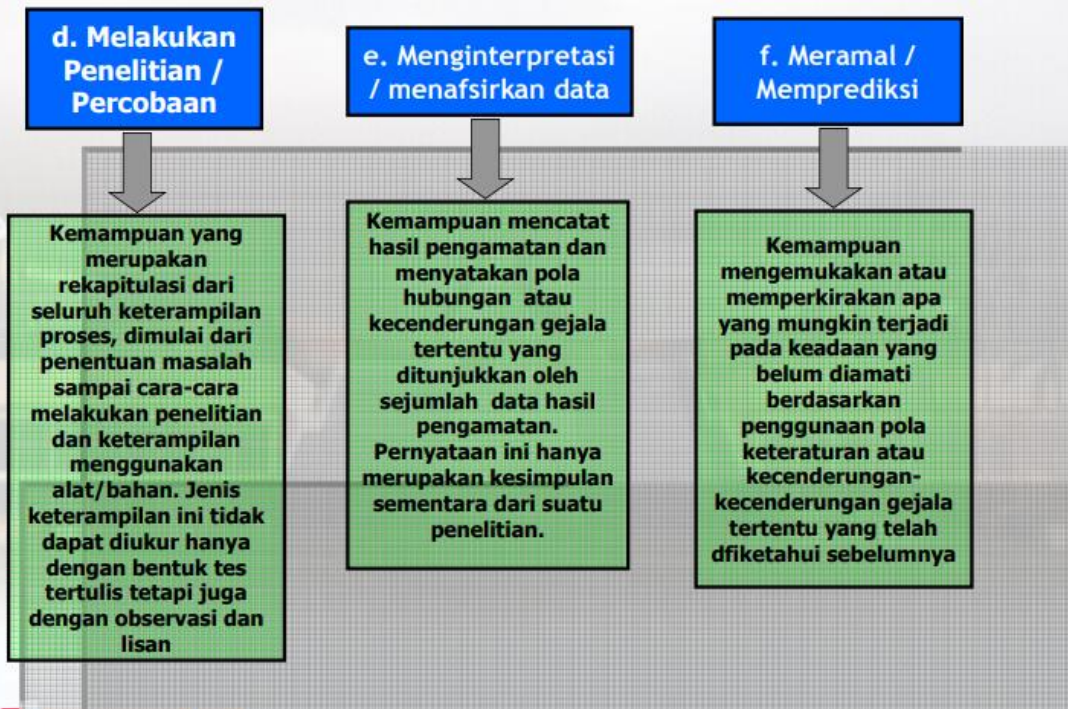 d. Melakukan
Penelitian /
Percobaan
Kemampuan yang
merupakan
rekapitulasi dari
seluruh keterampilan
proses, dimulai dari
penentuan masalah
sampai cara-cara
melakukan penelitian
dan keterampilan
menggunakan
alat/bahan. Jenis
keterampilan ini tidak
dapat diukur hanya
dengan bentuk tes
tertulis tetapi juga
dengan observasi dan
lisan
e. Menginterpretasi
/ menafsirkan data
Kemampuan mencatat
hasil pengamatan dan
menyatakan pola
hubungan atau
kecenderungan gejala
tertentu yang
ditunjukkan oleh
sejumlah data hasil
pengamatan.
Pernyataan ini hanya
merupakan kesimpulan
sementara dari suatu
penelitian.
f. Meramal /
Memprediksi
Kemampuan
mengemukakan atau
memperkirakan apa
yang mungkin terjadi
pada keadaan yang
belum diamati
berdasarkan
penggunaan pola
keteraturan atau
kecenderungan-
kecenderungan gejala
tertentu yang telah
dfiketahui sebelumnya